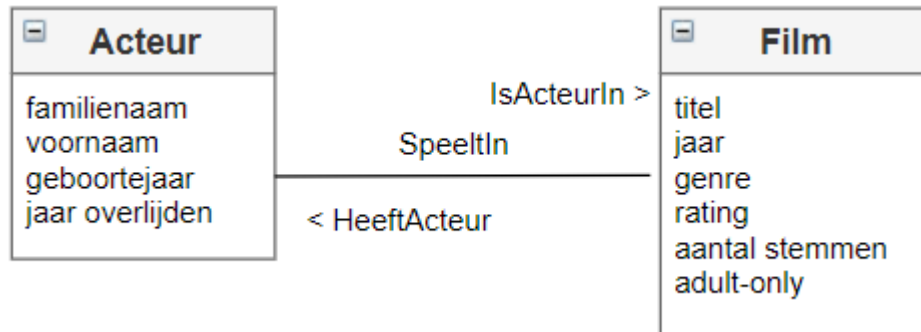 Acteur
familienaam
voornaam
geboortejaar
jaar overlijden
IsActeurIn >
SpeeltIn
< HeeftActeur
Film
titel
jaar
genre
rating
aantal stemmen
adult-only